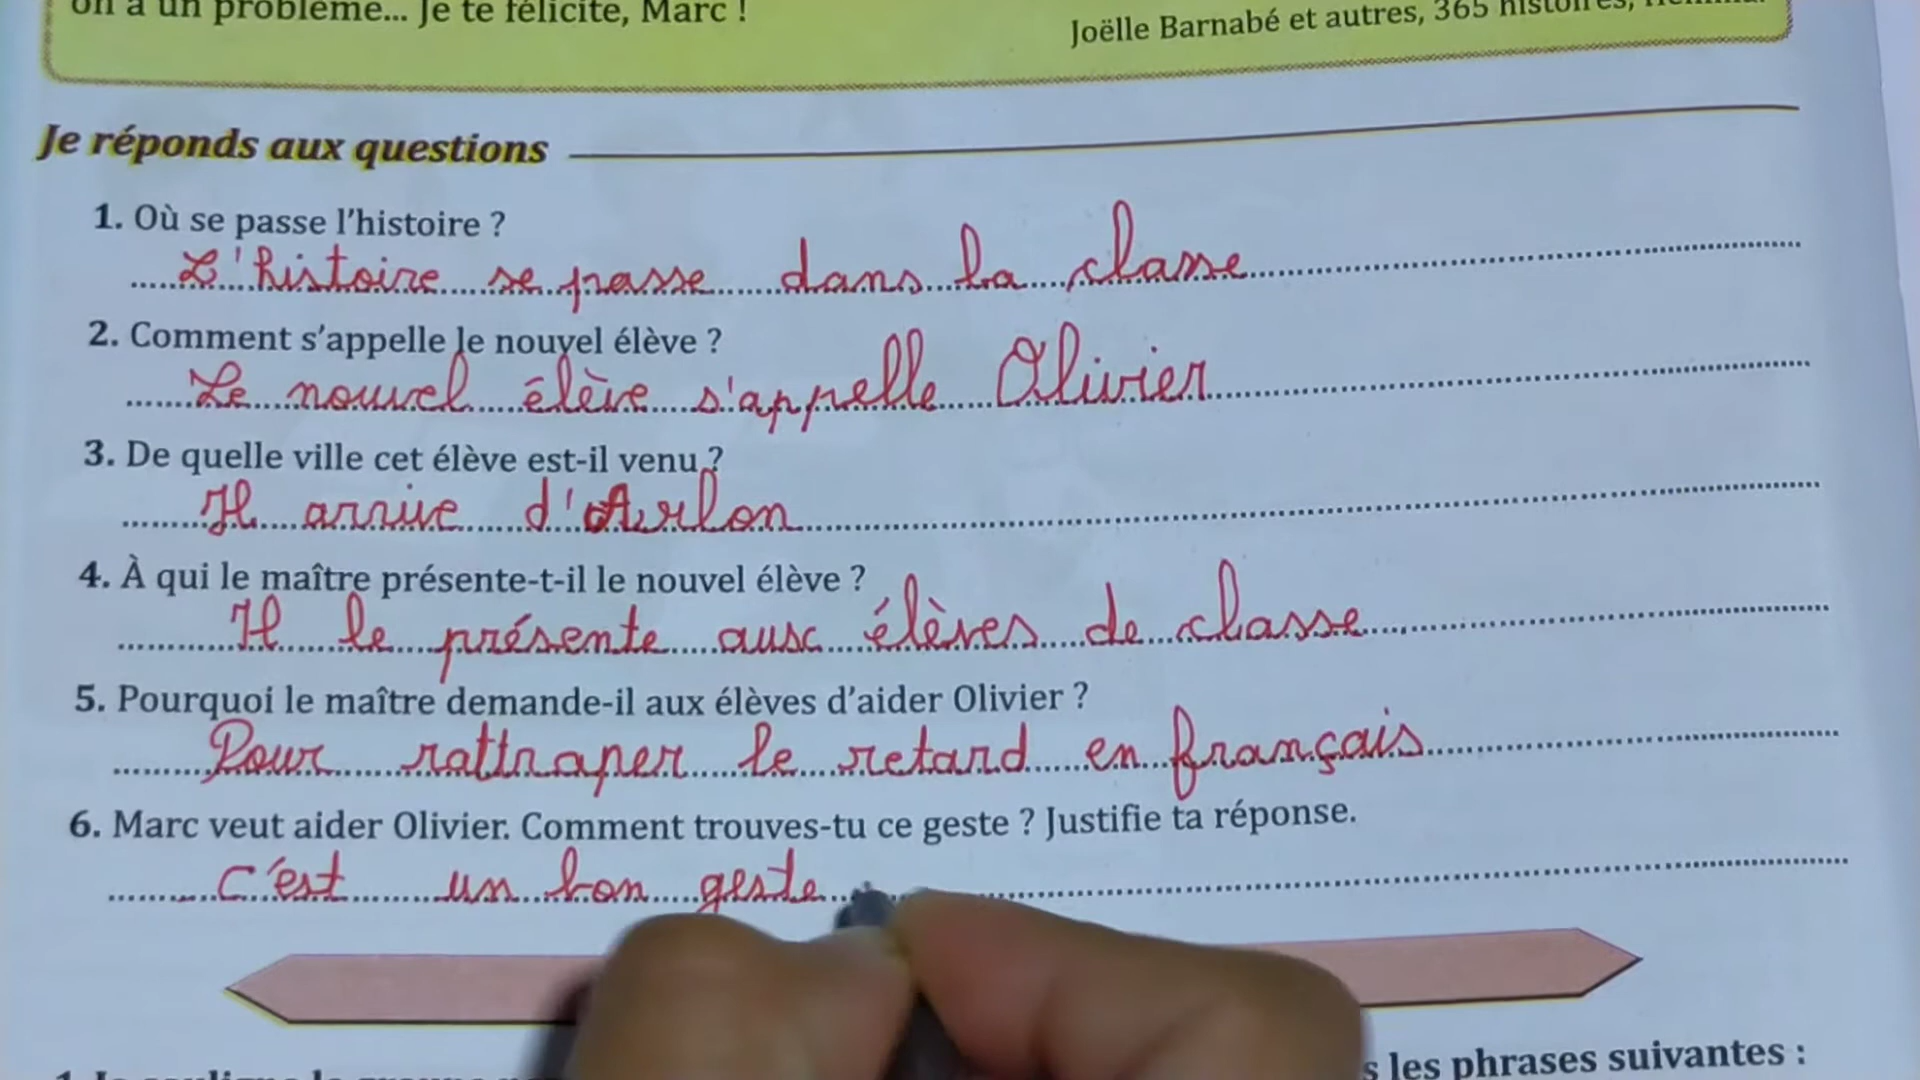 on a un problème... Je te félicite, Marc !
Joëlle Barnabé et autres, 365 histoires,
Je réponds aux questions
1. Où se passe l'histoire ?
L'histoire se passe dans la classe
2. Comment s'appelle le nouvel élève ?
Le nouvel élève s'appelle Olivier
3. De quelle ville cet élève est-il venu ?
Il arrive d'Arlon
4. À qui le maître présente-t-il le nouvel élève ?
Il le présente aux élèves de classe
5. Pourquoi le maître demande-il aux élèves d'aider Olivier ?
Pour rattraper le retard en français
6. Marc veut aider Olivier. Comment trouves-tu ce geste ? Justifie ta réponse.
c'est un bon geste
les phrases suivantes :